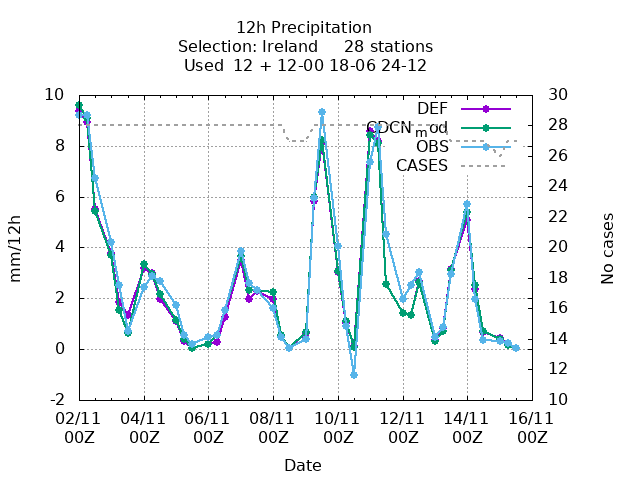 12h Precipitation
Selection: Ireland     28 stations
Used  12 + 12-00 18-06 24-12
10
8
6
4
2
0
-2
30
28
26
24
22
20
18
16
14
12
10
DEF
CDCN_mod
OBS
CASES
mm/12h
No cases
02/11 04/11 06/11 08/11 10/11 12/11 14/11 16/11
00Z 00Z 00Z 00Z 00Z 00Z 00Z 00Z
Date